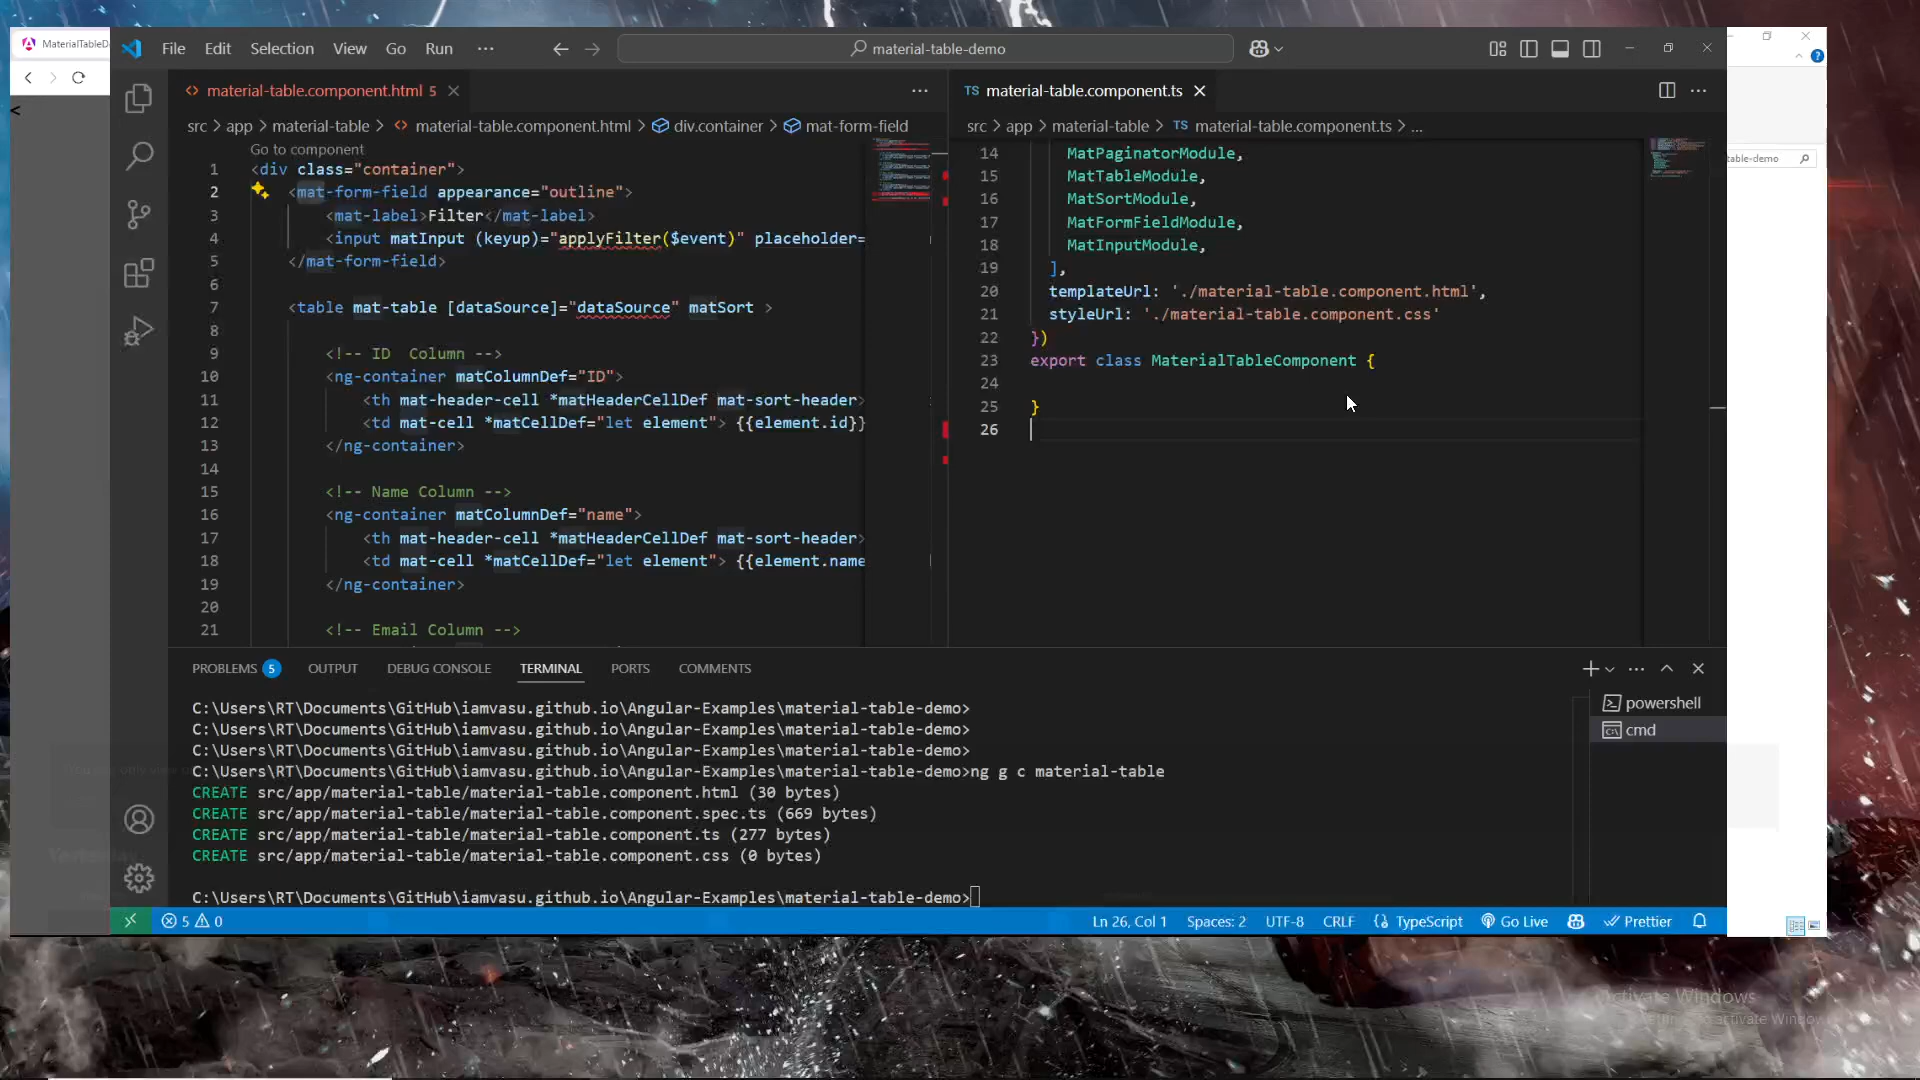 MaterialTableD
File Edit Selection View Go Run ···
material-table-demo
material-table.component.html 5
src > app > material-table > material-table.component.html > div.container > mat-form-field
Go to component
1 <div class="container">
2 <mat-form-field appearance="outline">
3 <mat-label>Filter</mat-label>
4 <input matInput (keyup)="applyFilter($event)" placeholder=
5 </mat-form-field>
6
7 <table mat-table [dataSource]="dataSource" matSort >
8
9 <!-- ID  Column -->
10 <ng-container matColumnDef="ID">
11 <th mat-header-cell *matHeaderCellDef mat-sort-header>
12 <td mat-cell *matCellDef="let element"> {{element.id}}
13 </ng-container>
14
15 <!-- Name Column -->
16 <ng-container matColumnDef="name">
17 <th mat-header-cell *matHeaderCellDef mat-sort-header>
18 <td mat-cell *matCellDef="let element"> {{element.name
19 </ng-container>
20
21 <!-- Email Column -->
TS material-table.component.ts
src > app > material-table > TS material-table.component.ts > ...
14 MatPaginatorModule,
15 MatTableModule,
16 MatSortModule,
17 MatFormFieldModule,
18 MatInputModule,
19 ],
20 templateUrl: './material-table.component.html',
21 styleUrl: './material-table.component.css'
22 })
23 export class MaterialTableComponent {
24
25 }
26
PROBLEMS 5 OUTPUT DEBUG CONSOLE TERMINAL PORTS COMMENTS
C:\Users\RT\Documents\GitHub\iamvasu.github.io\Angular-Examples\material-table-demo>
C:\Users\RT\Documents\GitHub\iamvasu.github.io\Angular-Examples\material-table-demo>
C:\Users\RT\Documents\GitHub\iamvasu.github.io\Angular-Examples\material-table-demo>
C:\Users\RT\Documents\GitHub\iamvasu.github.io\Angular-Examples\material-table-demo>ng g c material-table
CREATE src/app/material-table/material-table.component.html (30 bytes)
CREATE src/app/material-table/material-table.component.spec.ts (669 bytes)
CREATE src/app/material-table/material-table.component.ts (277 bytes)
CREATE src/app/material-table/material-table.component.css (0 bytes)
C:\Users\RT\Documents\GitHub\iamvasu.github.io\Angular-Examples\material-table-demo>
powershell
cmd
5 0
Ln 26, Col 1 Spaces: 2 UTF-8 CRLF TypeScript Go Live Prettier
table-demo
Yesterday
Activate Windows